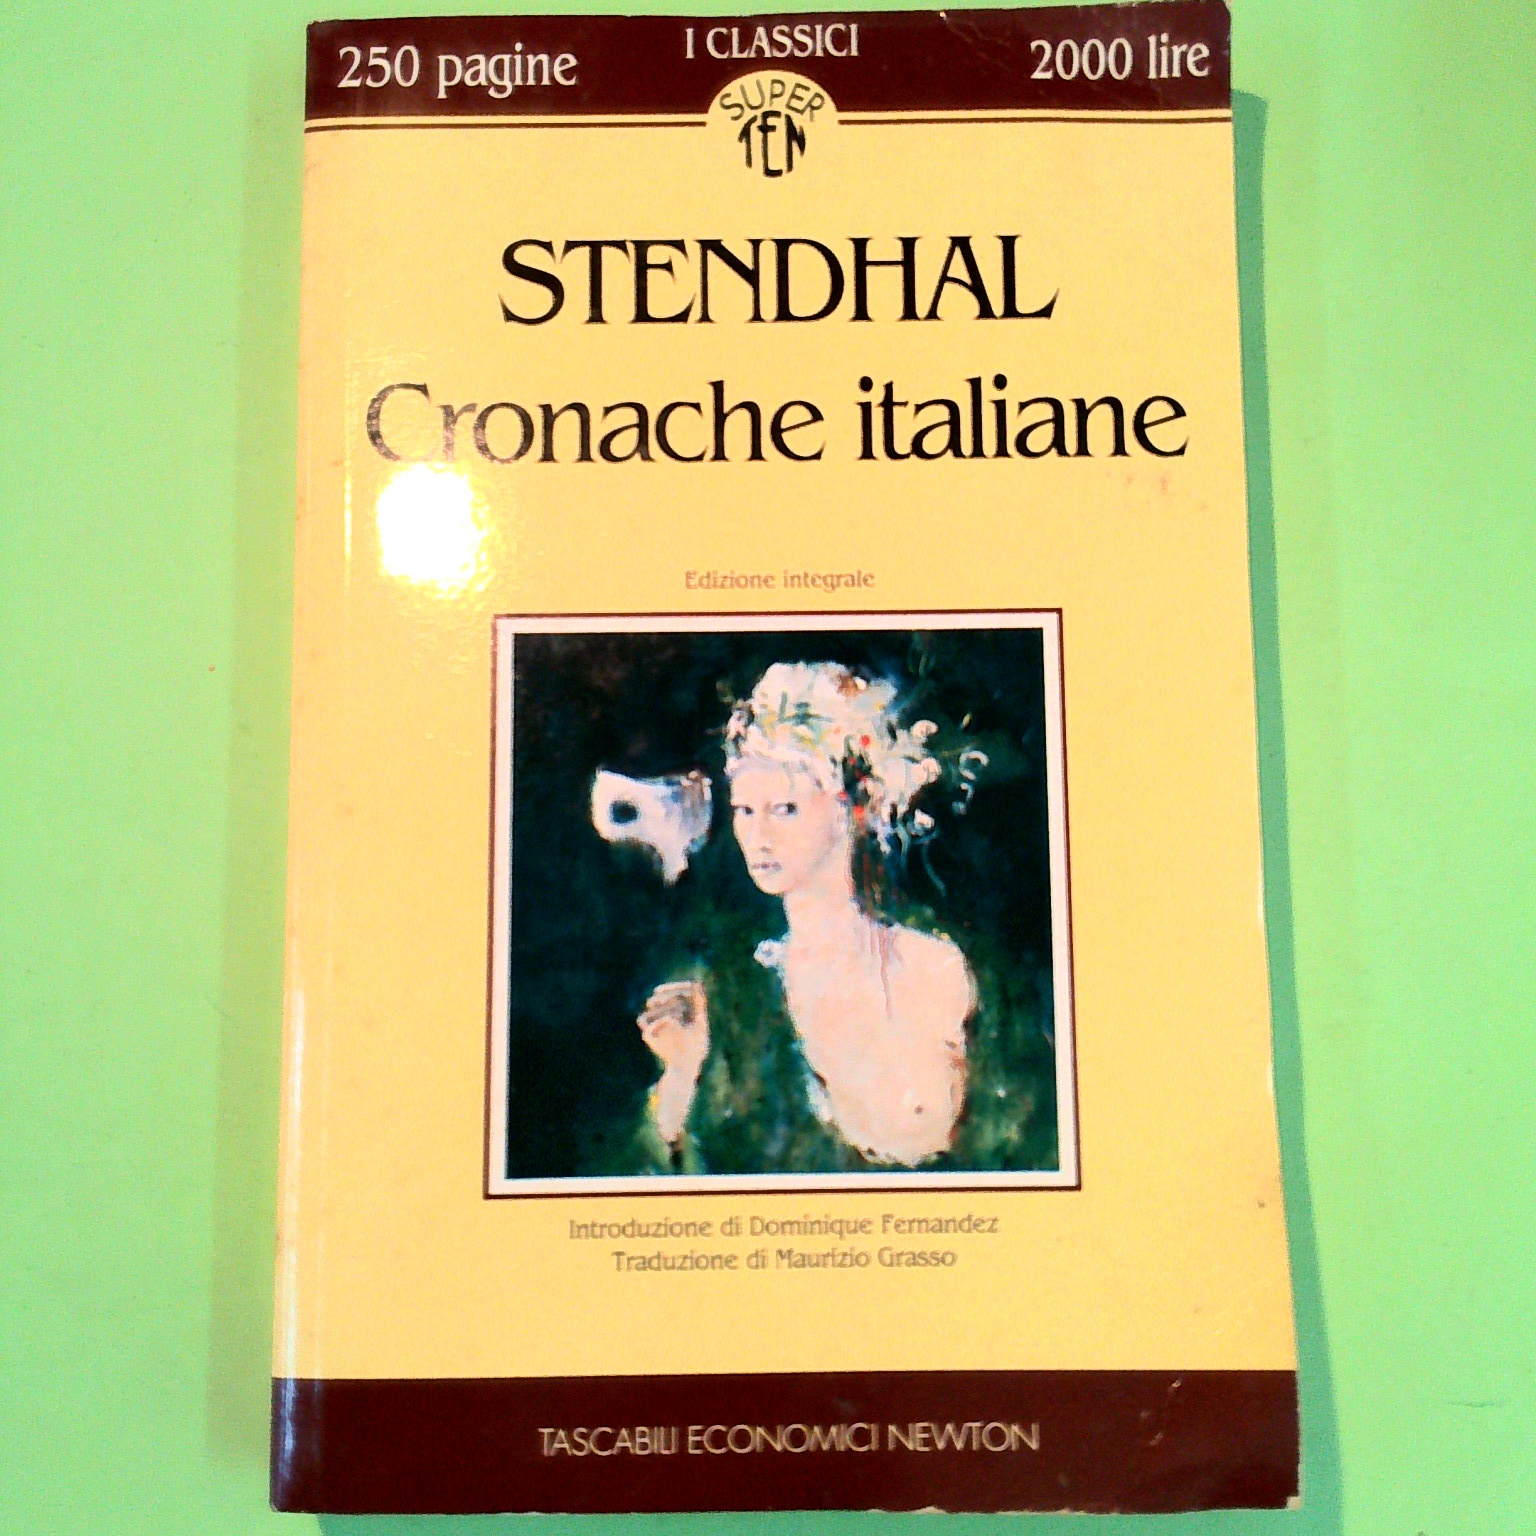 250 pagine
I CLASSICI
2000 lire
SUPER
TEN
STENDHAL
Cronache italiane
Edizione integrale
Introduzione di Dominique Fernandez
Traduzione di Maurizio Grasso
TASCABILI ECONOMICI NEWTON